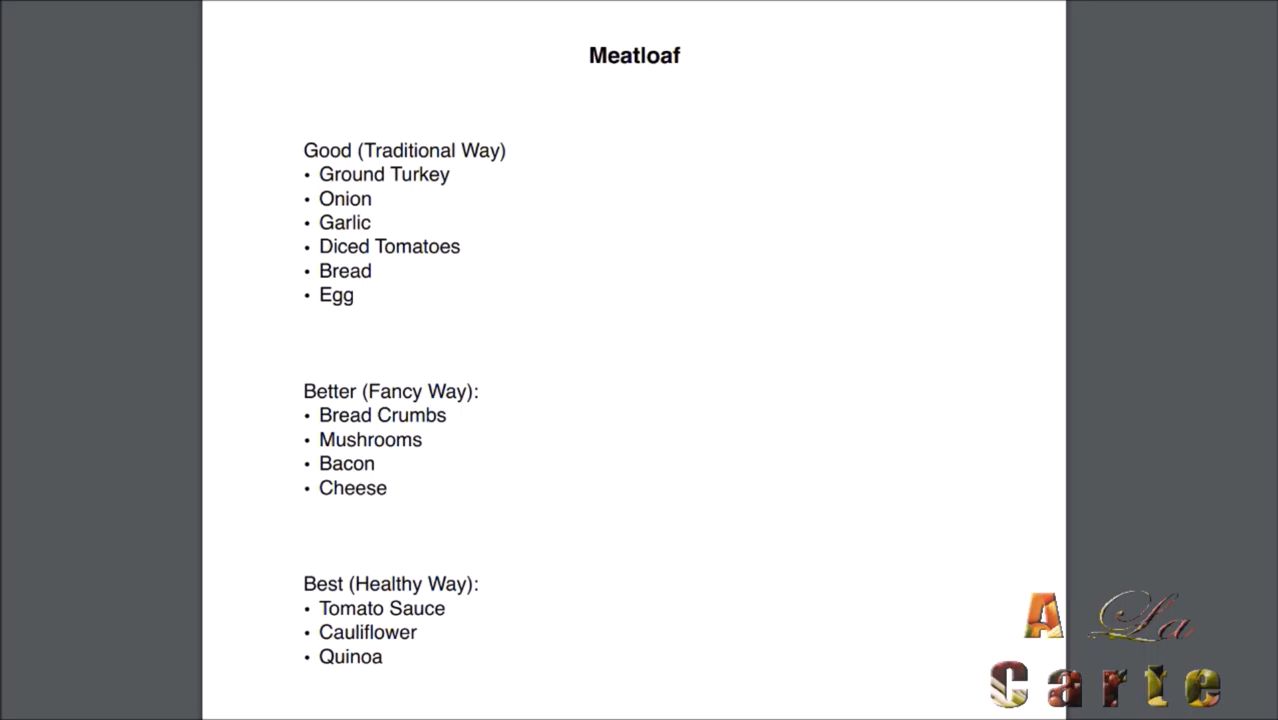 Meatloaf
Good (Traditional Way)
• Ground Turkey
• Onion
• Garlic
• Diced Tomatoes
• Bread
• Egg
Better (Fancy Way):
• Bread Crumbs
• Mushrooms
• Bacon
• Cheese
Best (Healthy Way):
• Tomato Sauce
• Cauliflower
• Quinoa
A La
Carte